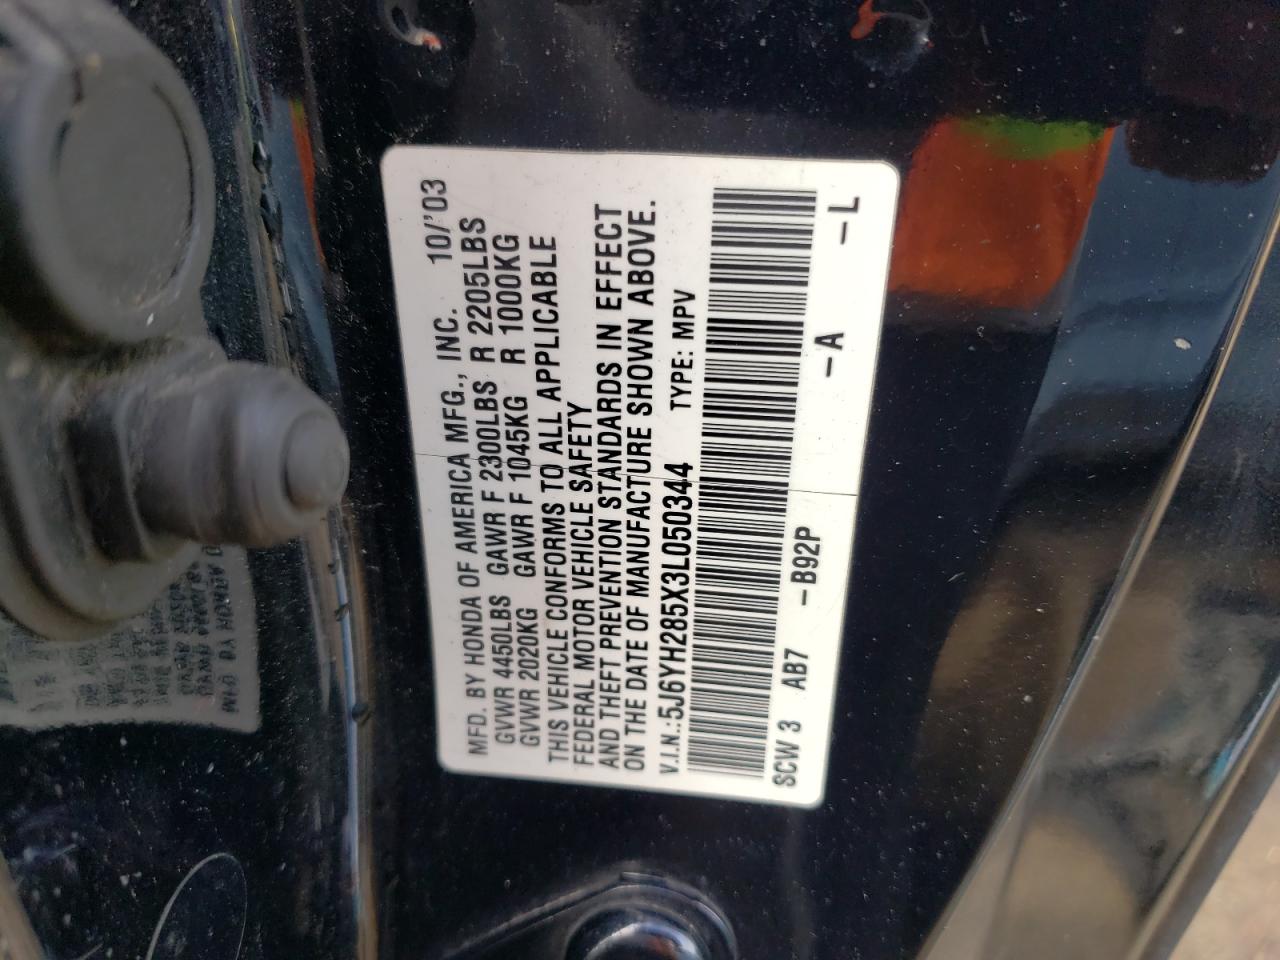 MFD. BY HONDA OF AMERICA MFG., INC. 10/'03
GVWR 4450LBS GAWR F 2300LBS R 2205LBS
GVWR 2020KG GAWR F 1045KG R 1000KG
THIS VEHICLE CONFORMS TO ALL APPLICABLE
FEDERAL MOTOR VEHICLE SAFETY
AND THEFT PREVENTION STANDARDS IN EFFECT
ON THE DATE OF MANUFACTURE SHOWN ABOVE.
V.I.N.:5J6YH285X3L050344 TYPE: MPV
SCW 3 AB7 -B92P -A -L